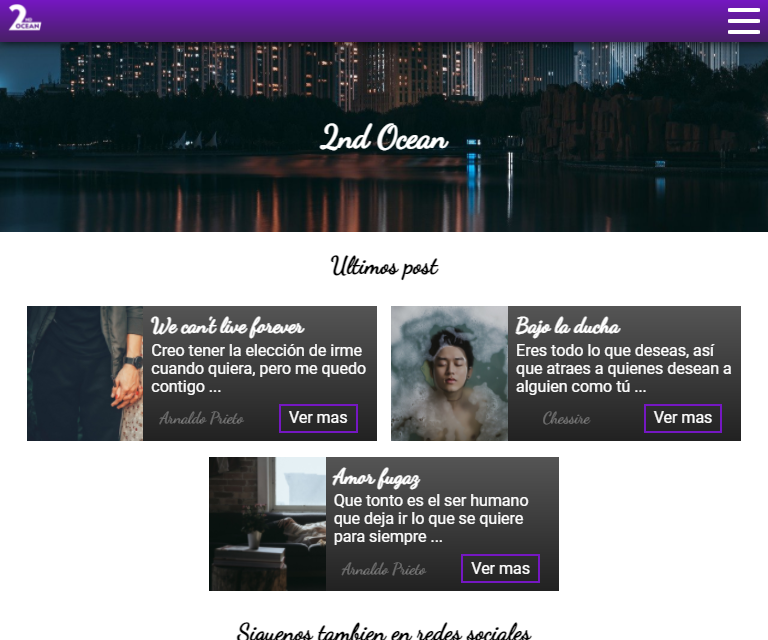 2ND
OCEAN
2nd Ocean
Ultimos post
We can't live forever
Creo tener la elección de irme
cuando quiera, pero me quedo
contigo ...
Arnaldo Prieto
Ver mas
Bajo la ducha
Eres todo lo que deseas, así
que atraes a quienes desean a
alguien como tú ...
Chessire
Ver mas
Amor fugaz
Que tonto es el ser humano
que deja ir lo que se quiere
para siempre ...
Arnaldo Prieto
Ver mas
Siguenos tambien en redes sociales